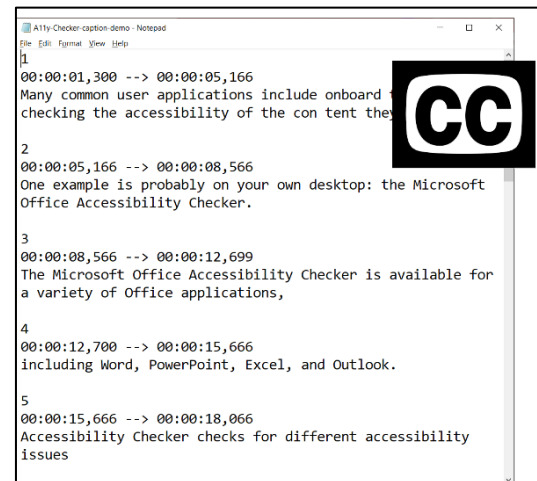 A11y-Checker-caption-demo - Notepad
File Edit Format View Help
1
00:00:01,300 --> 00:00:05,166
Many common user applications include onboard
checking the accessibility of the con tent they
CC
2
00:00:05,166 --> 00:00:08,566
One example is probably on your own desktop: the Microsoft
Office Accessibility Checker.
3
00:00:08,566 --> 00:00:12,699
The Microsoft Office Accessibility Checker is available for
a variety of Office applications,
4
00:00:12,700 --> 00:00:15,666
including Word, PowerPoint, Excel, and Outlook.
5
00:00:15,666 --> 00:00:18,066
Accessibility Checker checks for different accessibility
issues